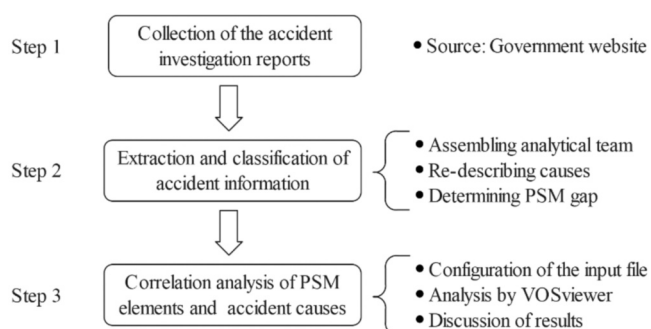 Step 1
Collection of the accident
investigation reports
• Source: Government website
Step 2
Extraction and classification of
accident information
• Assembling analytical team
• Re-describing causes
• Determining PSM gap
Step 3
Correlation analysis of PSM
elements and accident causes
• Configuration of the input file
• Analysis by VOSviewer
• Discussion of results